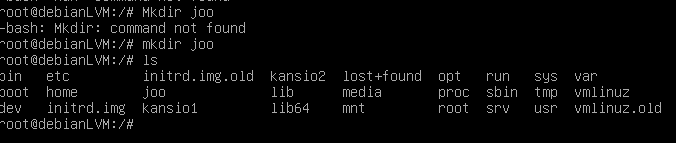 root@debianLVM:/# Mkdir joo
-bash: Mkdir: command not found
root@debianLVM:/# mkdir joo
root@debianLVM:/# ls
bin   etc         initrd.img.old  kansio2  lost+found  opt   run   sys  var
boot  home        joo             lib      media       proc  sbin  tmp  vmlinuz
dev   initrd.img  kansio1         lib64    mnt         root  srv   usr  vmlinuz.old
root@debianLVM:/#